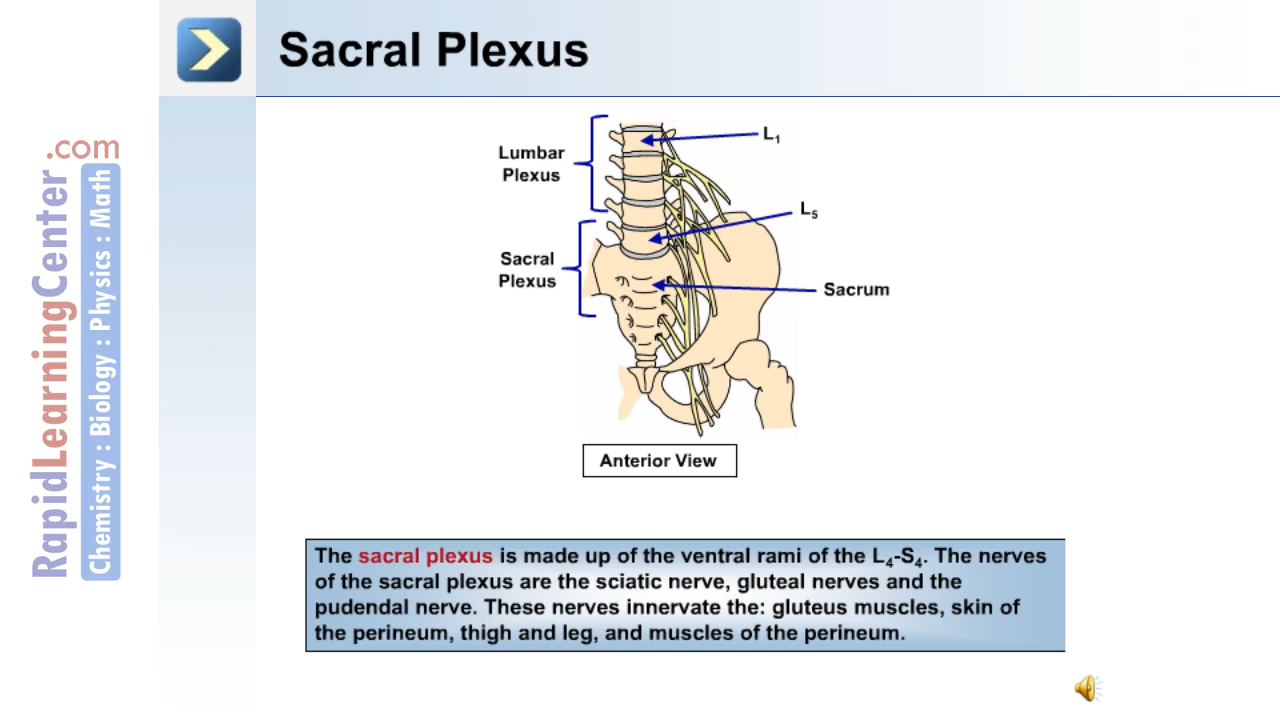 Sacral Plexus
RapidLearningCenter.com
Chemistry : Biology : Physics : Math
Lumbar
Plexus
L1
L5
Sacral
Plexus
Sacrum
Anterior View
The sacral plexus is made up of the ventral rami of the L4-S4. The nerves
of the sacral plexus are the sciatic nerve, gluteal nerves and the
pudendal nerve. These nerves innervate the: gluteus muscles, skin of
the perineum, thigh and leg, and muscles of the perineum.